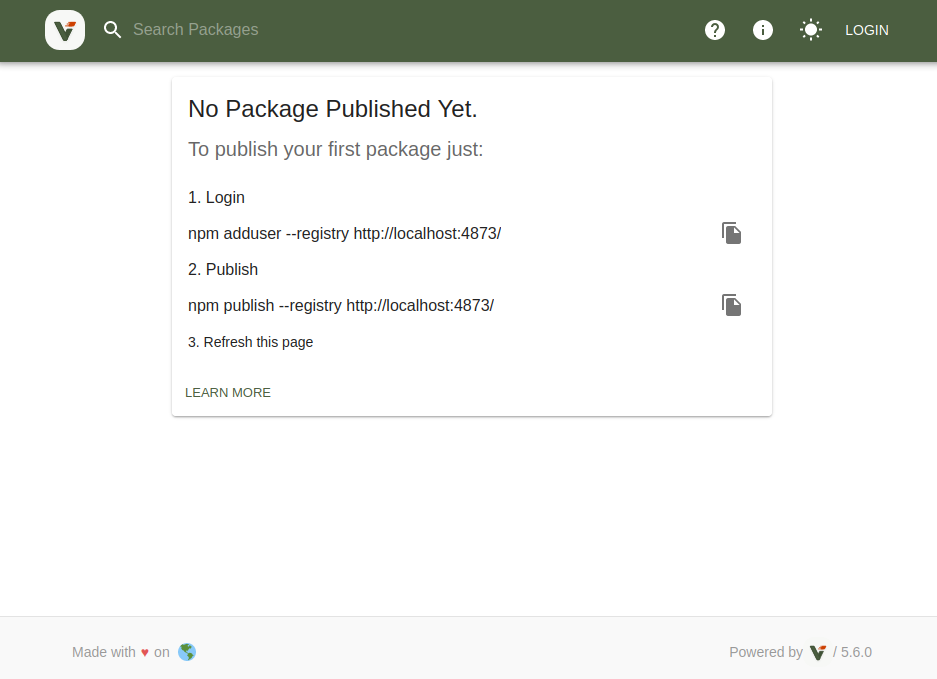 Search Packages
LOGIN
No Package Published Yet.
To publish your first package just:
1. Login
npm adduser --registry http://localhost:4873/
2. Publish
npm publish --registry http://localhost:4873/
3. Refresh this page
LEARN MORE
Made with ♥ on
Powered by / 5.6.0